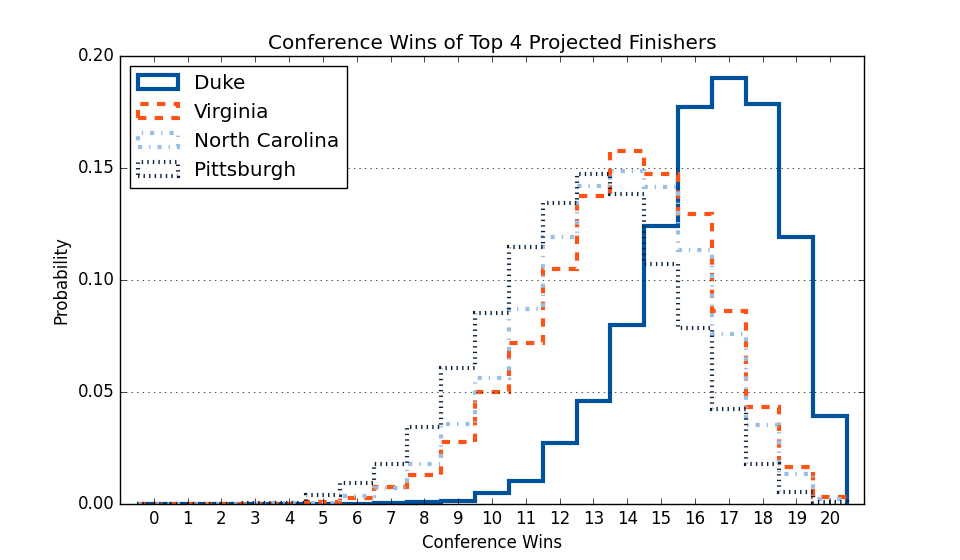 Conference Wins of Top 4 Projected Finishers
0.20
0.15
0.10
0.05
0.00
Probability
Duke
Virginia
North Carolina
Pittsburgh
0 1 2 3 4 5 6 7 8 9 10 11 12 13 14 15 16 17 18 19 20
Conference Wins